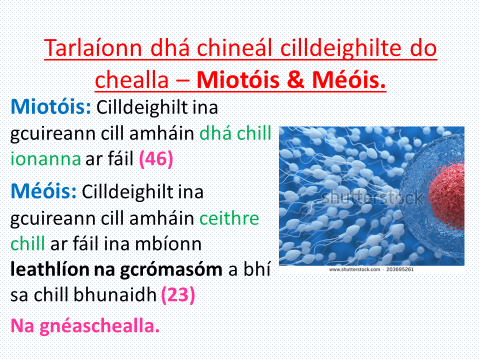 Tarlaíonn dhá chineál cilldeighilte do
chealla – Miotóis & Méóis.
Miotóis: Cilldeighilt ina
gcuireann cill amháin dhá chill
ionanna ar fáil (46)
Méóis: Cilldeighilt ina
gcuireann cill amháin ceithre
chill ar fáil ina mbíonn
leathlíon na gcrómasóm a bhí
sa chill bhunaidh (23)
Na gnéaschealla.
shutterstock
www.shutterstock.com · 203695261